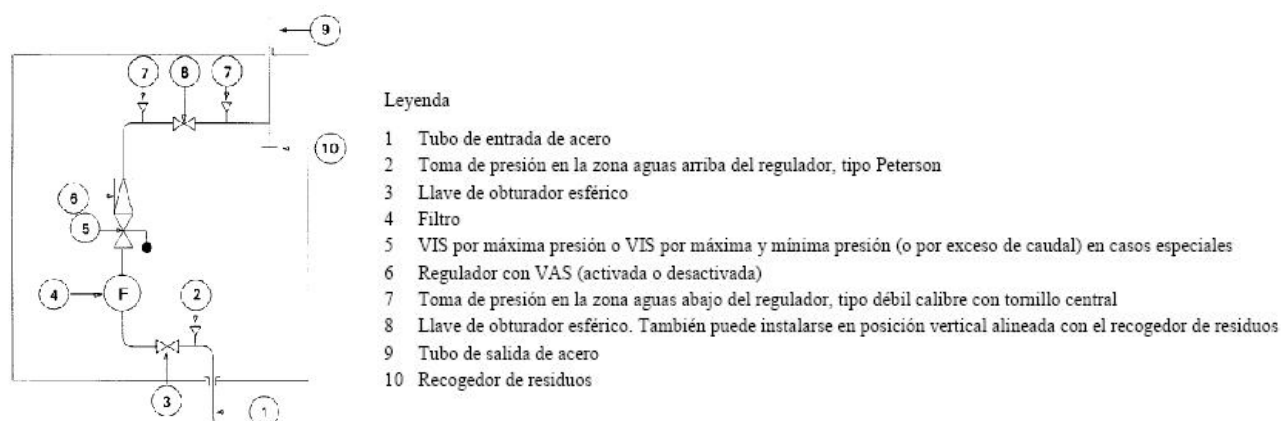 9
7
8
7
10
6
5
4
F
2
3
1
Leyenda
1 Tubo de entrada de acero
2 Toma de presión en la zona aguas arriba del regulador, tipo Peterson
3 Llave de obturador esférico
4 Filtro
5 VIS por máxima presión o VIS por máxima y mínima presión (o por exceso de caudal) en casos especiales
6 Regulador con VAS (activada o desactivada)
7 Toma de presión en la zona aguas abajo del regulador, tipo débil calibre con tornillo central
8 Llave de obturador esférico. También puede instalarse en posición vertical alineada con el recogedor de residuos
9 Tubo de salida de acero
10 Recogedor de residuos